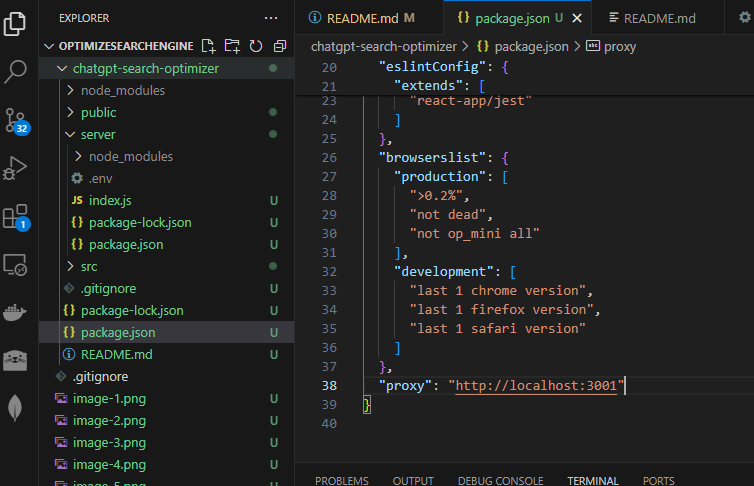 EXPLORER
OPTIMIZESEARCHENGINE
chatgpt-search-optimizer
node_modules
public
server
node_modules
.env
JS index.js U
{} package-lock.json U
{} package.json U
src
.gitignore U
{} package-lock.json U
{} package.json U
README.md U
.gitignore
image-1.png U
image-2.png U
image-3.png U
image-4.png U
32
1
README.md M
{} package.json U
README.md
chatgpt-search-optimizer > {} package.json > abc proxy
20 "eslintConfig": {
21 "extends": [
23 "react-app/jest"
24 ]
25 },
26 "browserslist": {
27 "production": [
28 ">0.2%",
29 "not dead",
30 "not op_mini all"
31 ],
32 "development": [
33 "last 1 chrome version",
34 "last 1 firefox version",
35 "last 1 safari version"
36 ]
37 },
38 "proxy": "http://localhost:3001"
39 }
40
PROBLEMS OUTPUT DEBUG CONSOLE TERMINAL PORTS